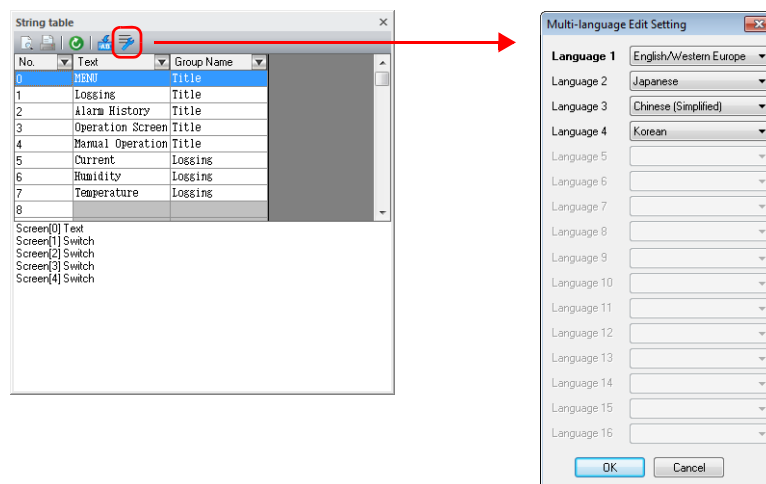 String table
No. Text Group Name
0 MENU Title
1 Logging Title
2 Alarm History Title
3 Operation Screen Title
4 Manual Operation Title
5 Current Logging
6 Humidity Logging
7 Temperature Logging
8
Screen[0] Text
Screen[1] Switch
Screen[2] Switch
Screen[3] Switch
Screen[4] Switch
Multi-language Edit Setting
Language 1 English/Western Europe
Language 2 Japanese
Language 3 Chinese (Simplified)
Language 4 Korean
Language 5
Language 6
Language 7
Language 8
Language 9
Language 10
Language 11
Language 12
Language 13
Language 14
Language 15
Language 16
OK Cancel